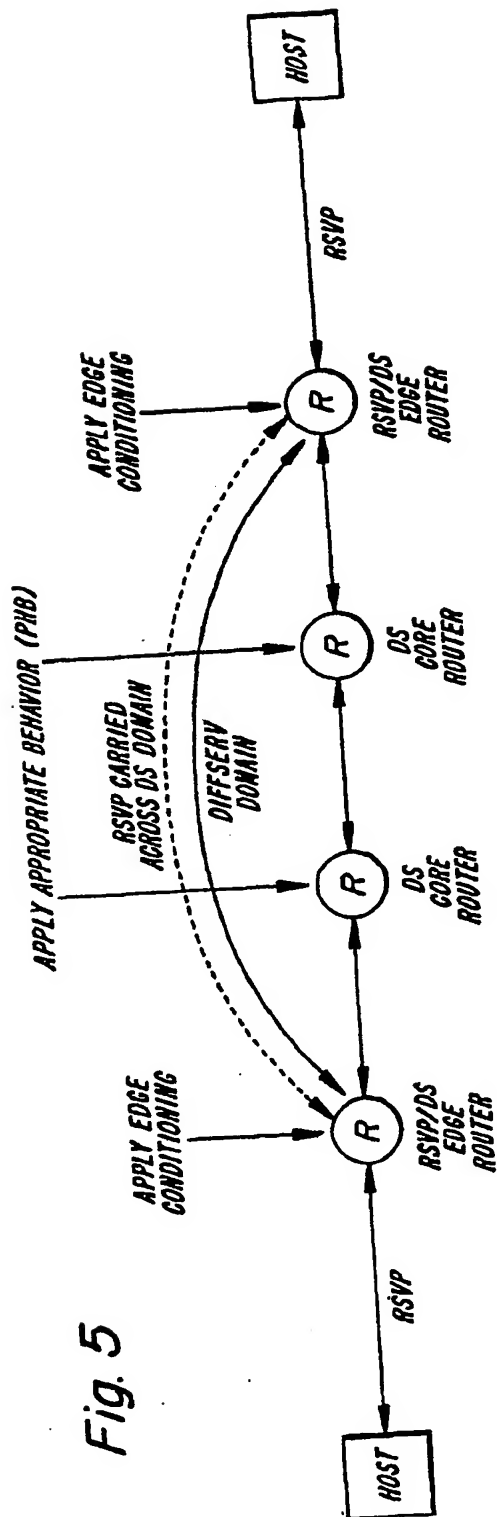 Fig. 5
APPLY APPROPRIATE BEHAVIOR (PHB)
APPLY EDGE
CONDITIONING
RSVP CARRIED
ACROSS DS DOMAIN
DIFFSERV
DOMAIN
APPLY EDGE
CONDITIONING
HOST
RSVP
R
R
R
R
RSVP
HOST
RSVP/DS
EDGE
ROUTER
DS
CORE
ROUTER
DS
CORE
ROUTER
RSVP/DS
EDGE
ROUTER